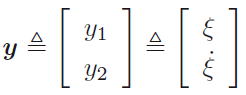 y ≜ [ y1 ; y2 ] ≜ [ ξ ; ξ̇ ]